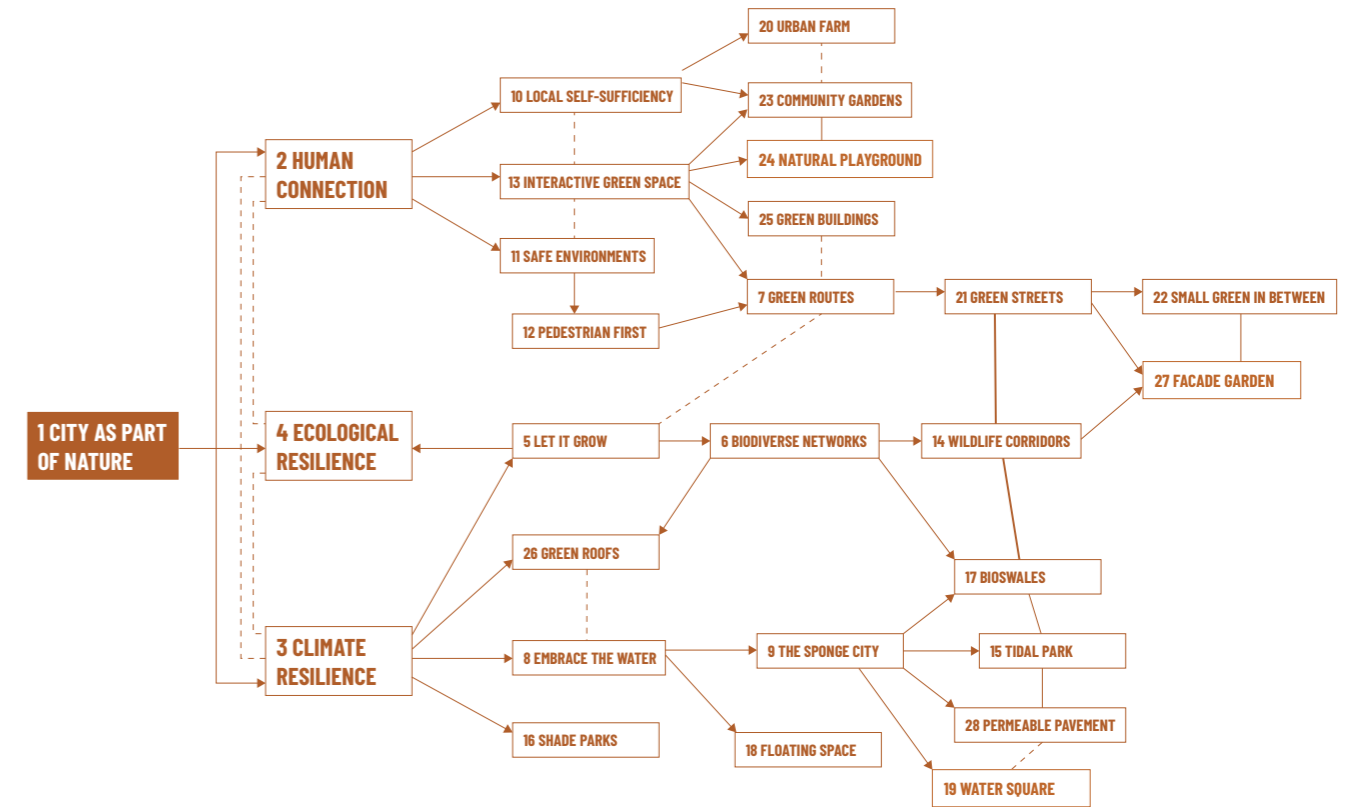 20 URBAN FARM
10 LOCAL SELF-SUFFICIENCY
23 COMMUNITY GARDENS
2 HUMAN
CONNECTION
24 NATURAL PLAYGROUND
13 INTERACTIVE GREEN SPACE
25 GREEN BUILDINGS
11 SAFE ENVIRONMENTS
7 GREEN ROUTES
21 GREEN STREETS
22 SMALL GREEN IN BETWEEN
12 PEDESTRIAN FIRST
27 FACADE GARDEN
1 CITY AS PART
OF NATURE
4 ECOLOGICAL
RESILIENCE
5 LET IT GROW
6 BIODIVERSE NETWORKS
14 WILDLIFE CORRIDORS
26 GREEN ROOFS
17 BIOSWALES
3 CLIMATE
RESILIENCE
8 EMBRACE THE WATER
9 THE SPONGE CITY
15 TIDAL PARK
28 PERMEABLE PAVEMENT
16 SHADE PARKS
18 FLOATING SPACE
19 WATER SQUARE